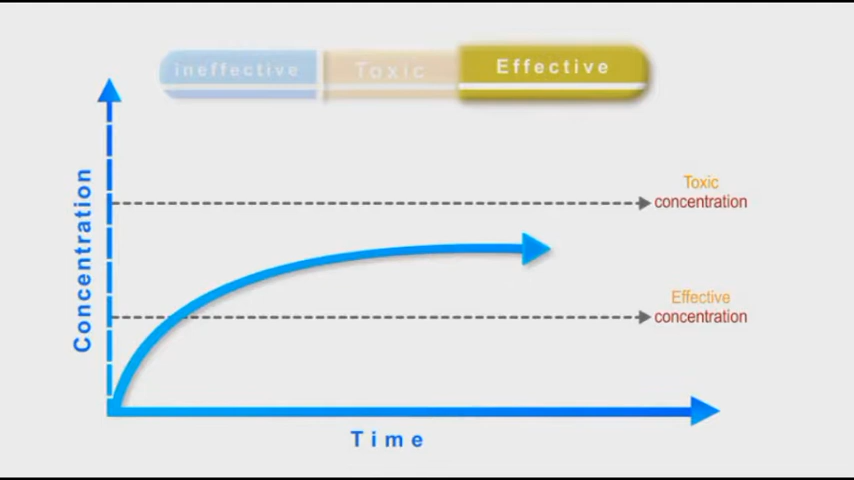 ineffective
Toxic
Effective
Toxic
concentration
Concentration
Effective
concentration
Time